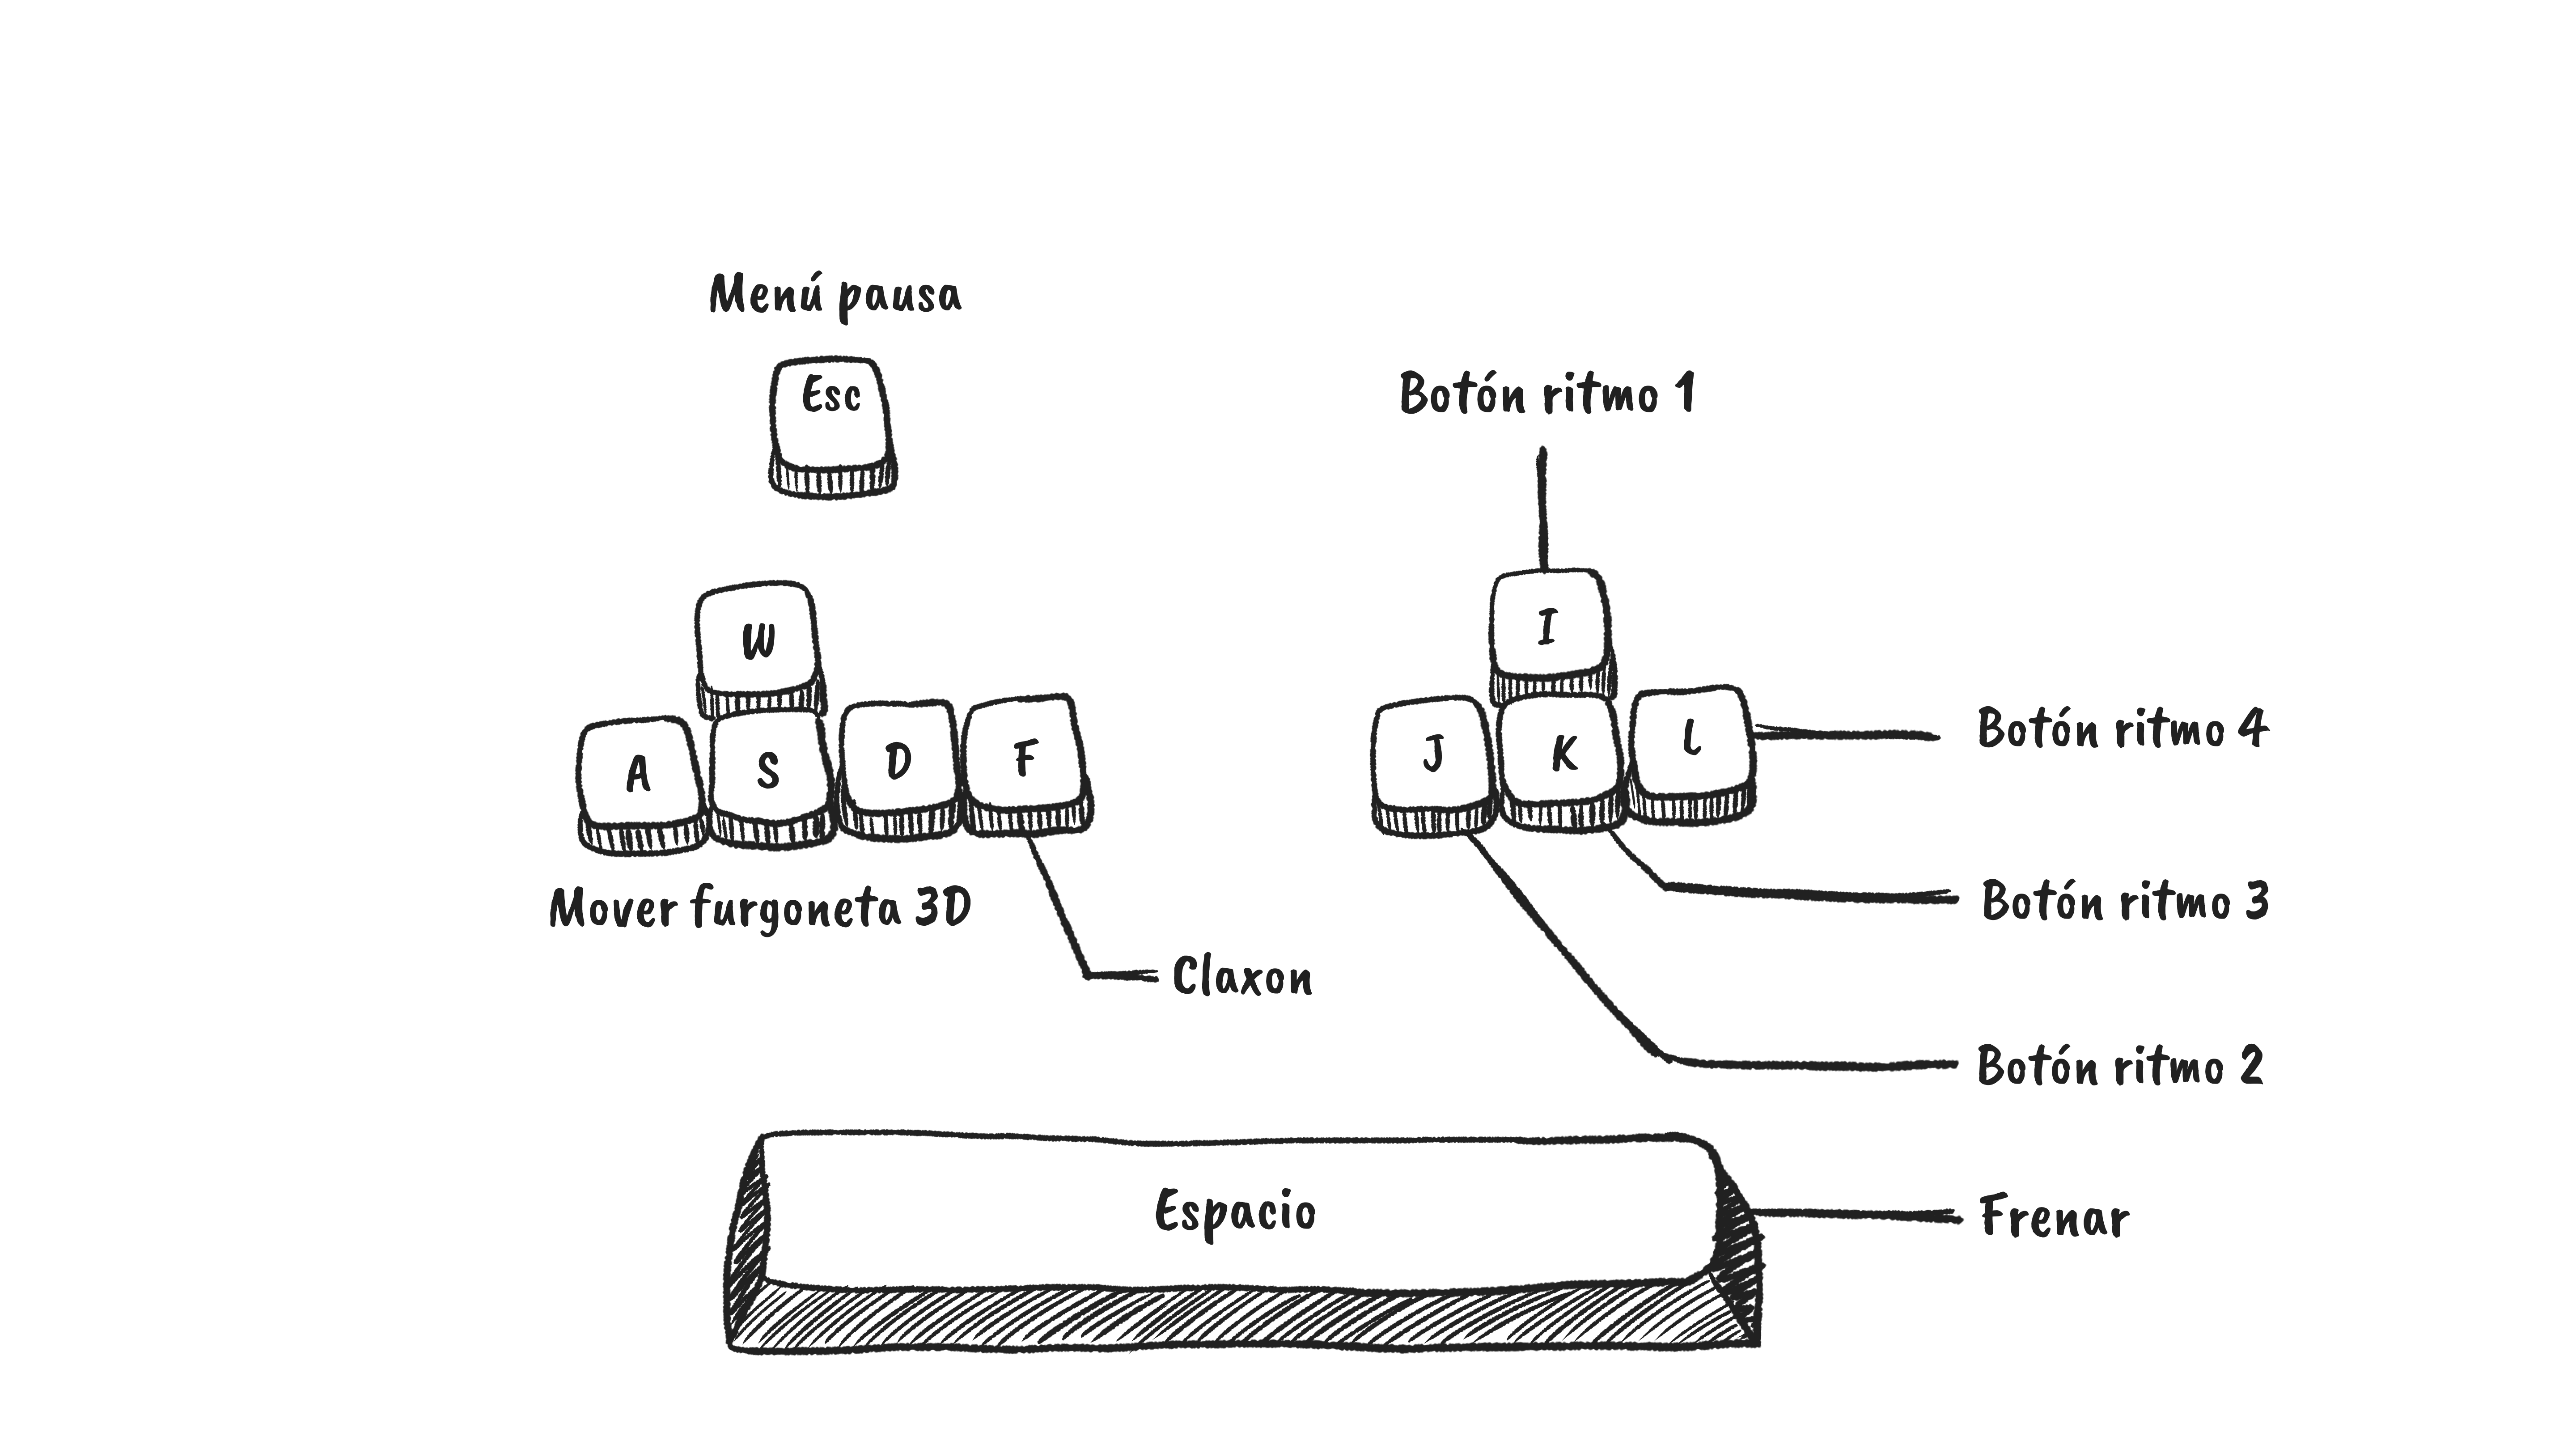 Menú pausa
Esc
Botón ritmo 1
W
I
A S D F
J K L
Botón ritmo 4
Mover furgoneta 3D
Botón ritmo 3
Claxon
Botón ritmo 2
Espacio
Frenar